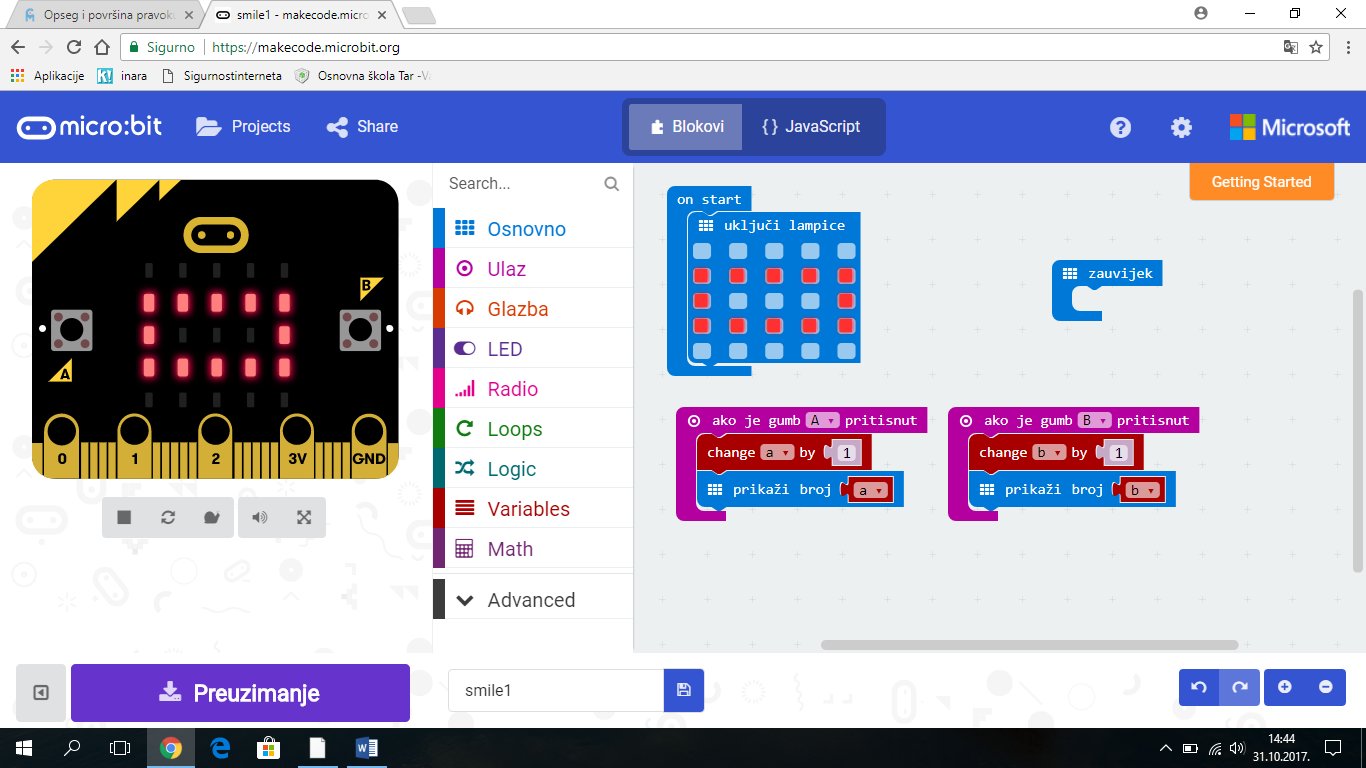 Opseg i površina pravoku
smile1 - makecode.micro
Sigurno
https://makecode.microbit.org
Aplikacije
inara
Sigurnostinterneta
Osnovna škola Tar -Va
micro:bit
Projects
Share
Blokovi
{} JavaScript
?
Microsoft
Getting Started
B
A
0
1
2
3V
GND
Search...
Osnovno
Ulaz
Glazba
LED
Radio
Loops
Logic
Variables
Math
Advanced
on start
uključi lampice
zauvijek
ako je gumb A pritisnut
change a by 1
prikaži broj a
ako je gumb B pritisnut
change b by 1
prikaži broj b
Preuzimanje
smile1
14:44
31.10.2017.